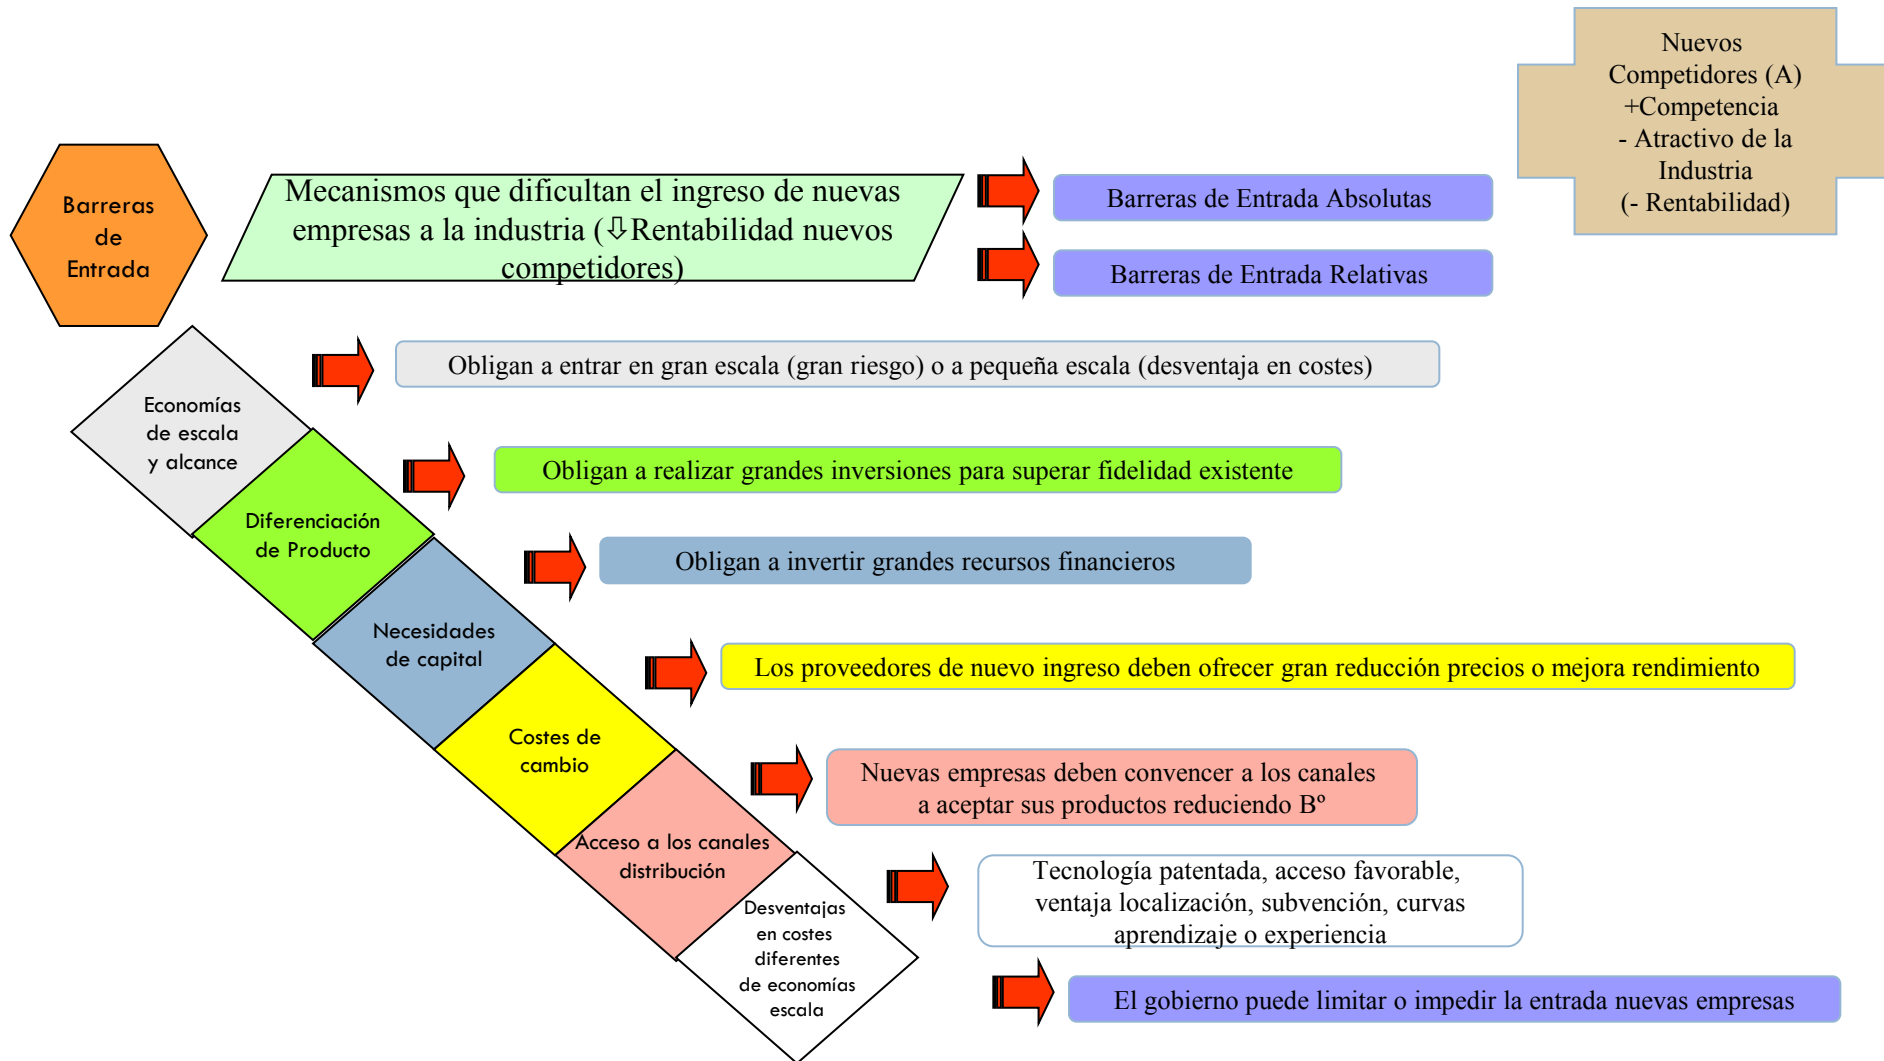 Nuevos
Competidores (A)
+Competencia
- Atractivo de la
Industria
(- Rentabilidad)
Barreras
de
Entrada
Mecanismos que dificultan el ingreso de nuevas
empresas a la industria (⇩Rentabilidad nuevos
competidores)
Barreras de Entrada Absolutas
Barreras de Entrada Relativas
Economías
de escala
y alcance
Obligan a entrar en gran escala (gran riesgo) o a pequeña escala (desventaja en costes)
Diferenciación
de Producto
Obligan a realizar grandes inversiones para superar fidelidad existente
Necesidades
de capital
Obligan a invertir grandes recursos financieros
Costes de
cambio
Los proveedores de nuevo ingreso deben ofrecer gran reducción precios o mejora rendimiento
Acceso a los canales
distribución
Nuevas empresas deben convencer a los canales
a aceptar sus productos reduciendo Bº
Desventajas
en costes
diferentes
de economías
escala
Tecnología patentada, acceso favorable,
ventaja localización, subvención, curvas
aprendizaje o experiencia
El gobierno puede limitar o impedir la entrada nuevas empresas